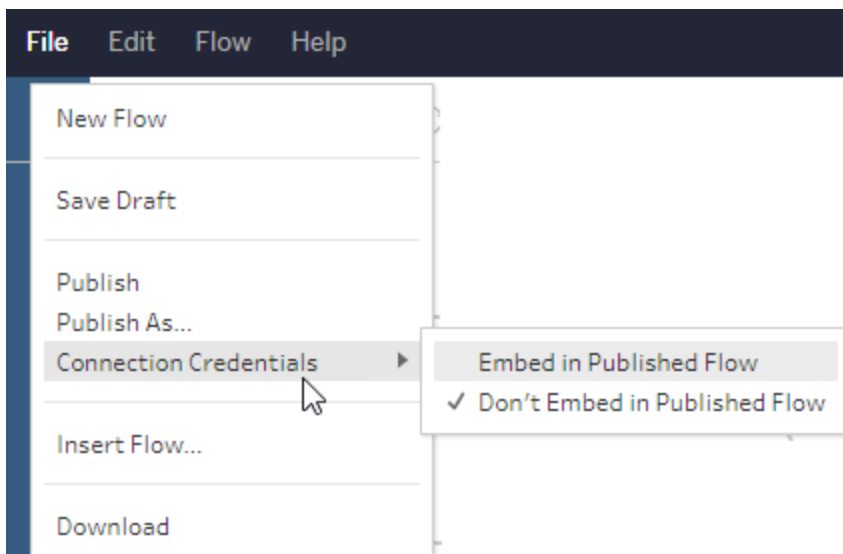 File Edit Flow Help
New Flow
Save Draft
Publish
Publish As...
Connection Credentials
Embed in Published Flow
✓ Don't Embed in Published Flow
Insert Flow...
Download